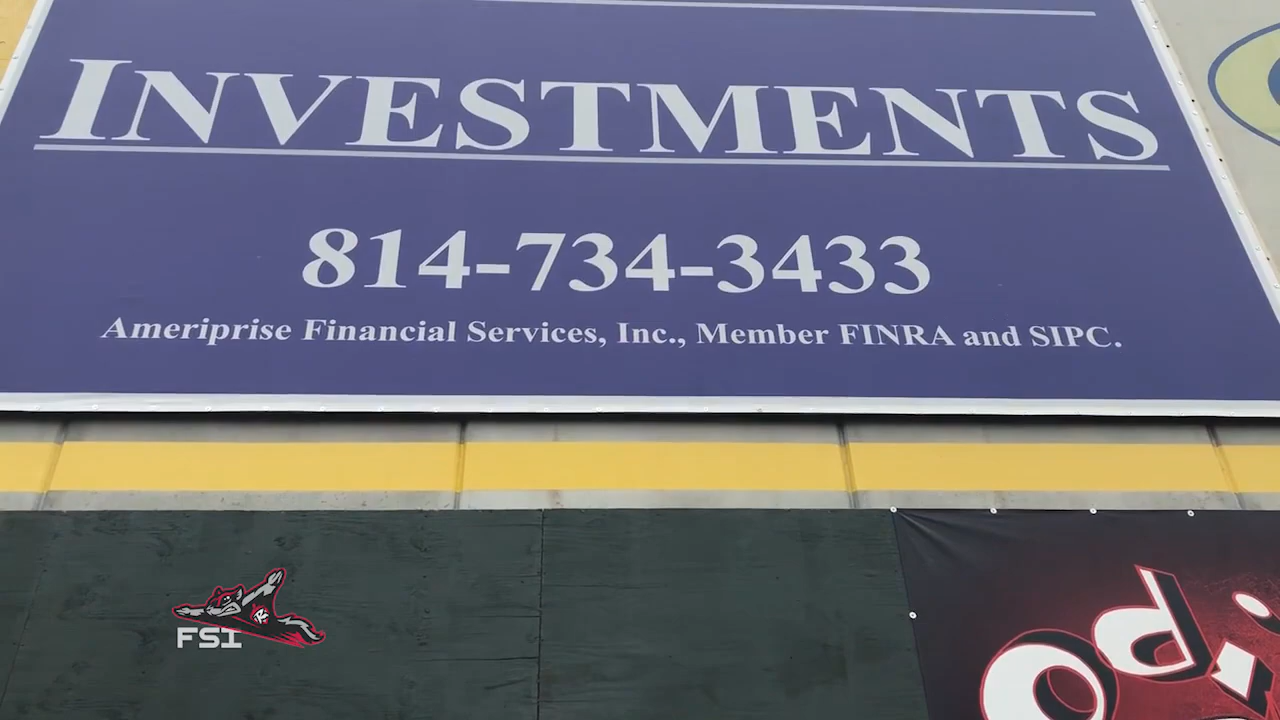 INVESTMENTS
814-734-3433
Ameriprise Financial Services, Inc., Member FINRA and SIPC.
FSI